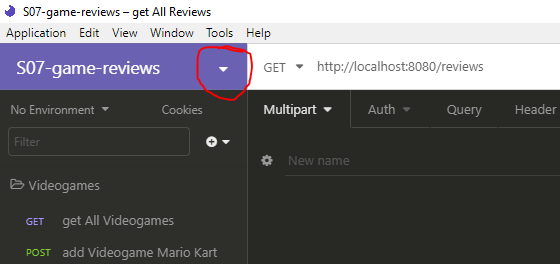 S07-game-reviews – get All Reviews
Application Edit View Window Tools Help
S07-game-reviews GET http://localhost:8080/reviews
No Environment Cookies Multipart Auth Query Header
Filter
New name
Videogames
GET get All Videogames
POST add Videogame Mario Kart